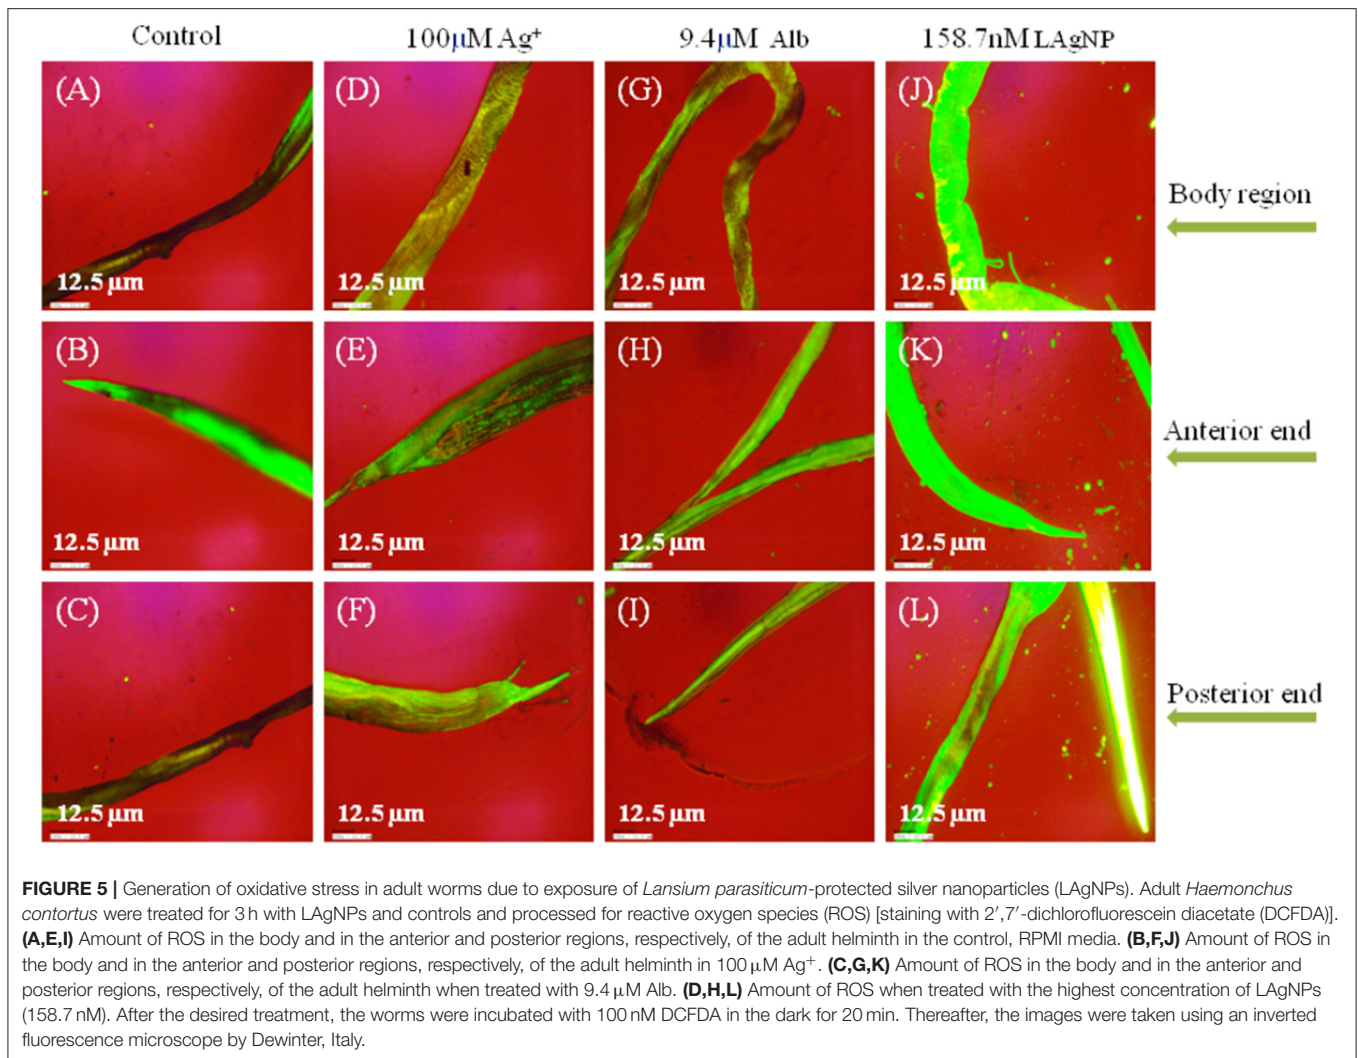 Control 100μM Ag⁺ 9.4μM Alb 158.7nM LAgNP
(A) (D) (G) (J)
Body region
12.5 μm 12.5 μm 12.5 μm 12.5 μm
(B) (E) (H) (K)
Anterior end
12.5 μm 12.5 μm 12.5 μm 12.5 μm
(C) (F) (I) (L)
Posterior end
12.5 μm 12.5 μm 12.5 μm 12.5 μm
FIGURE 5 | Generation of oxidative stress in adult worms due to exposure of Lansium parasiticum-protected silver nanoparticles (LAgNPs). Adult Haemonchus
contortus were treated for 3 h with LAgNPs and controls and processed for reactive oxygen species (ROS) [staining with 2′,7′-dichlorofluorescein diacetate (DCFDA)].
(A,E,I) Amount of ROS in the body and in the anterior and posterior regions, respectively, of the adult helminth in the control, RPMI media. (B,F,J) Amount of ROS in
the body and in the anterior and posterior regions, respectively, of the adult helminth in 100 μM Ag⁺. (C,G,K) Amount of ROS in the body and in the anterior and
posterior regions, respectively, of the adult helminth when treated with 9.4 μM Alb. (D,H,L) Amount of ROS when treated with the highest concentration of LAgNPs
(158.7 nM). After the desired treatment, the worms were incubated with 100 nM DCFDA in the dark for 20 min. Thereafter, the images were taken using an inverted
fluorescence microscope by Dewinter, Italy.